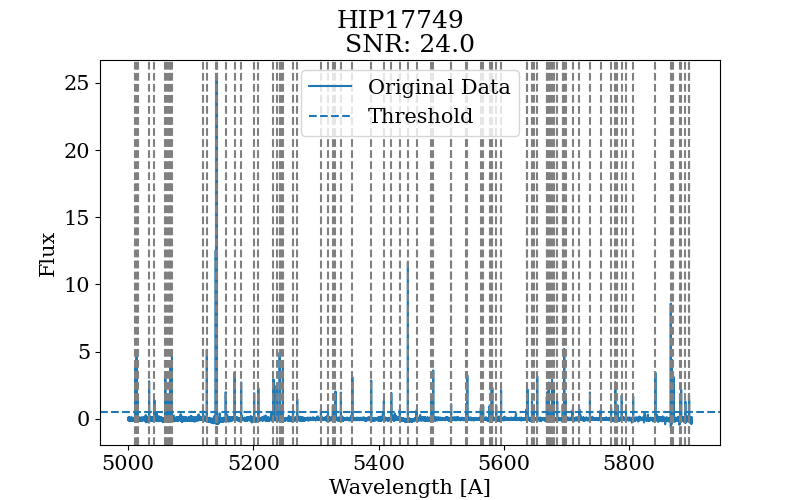 HIP17749
SNR: 24.0
Original Data
Threshold
25
20
15
10
5
0
Flux
5000 5200 5400 5600 5800
Wavelength [A]